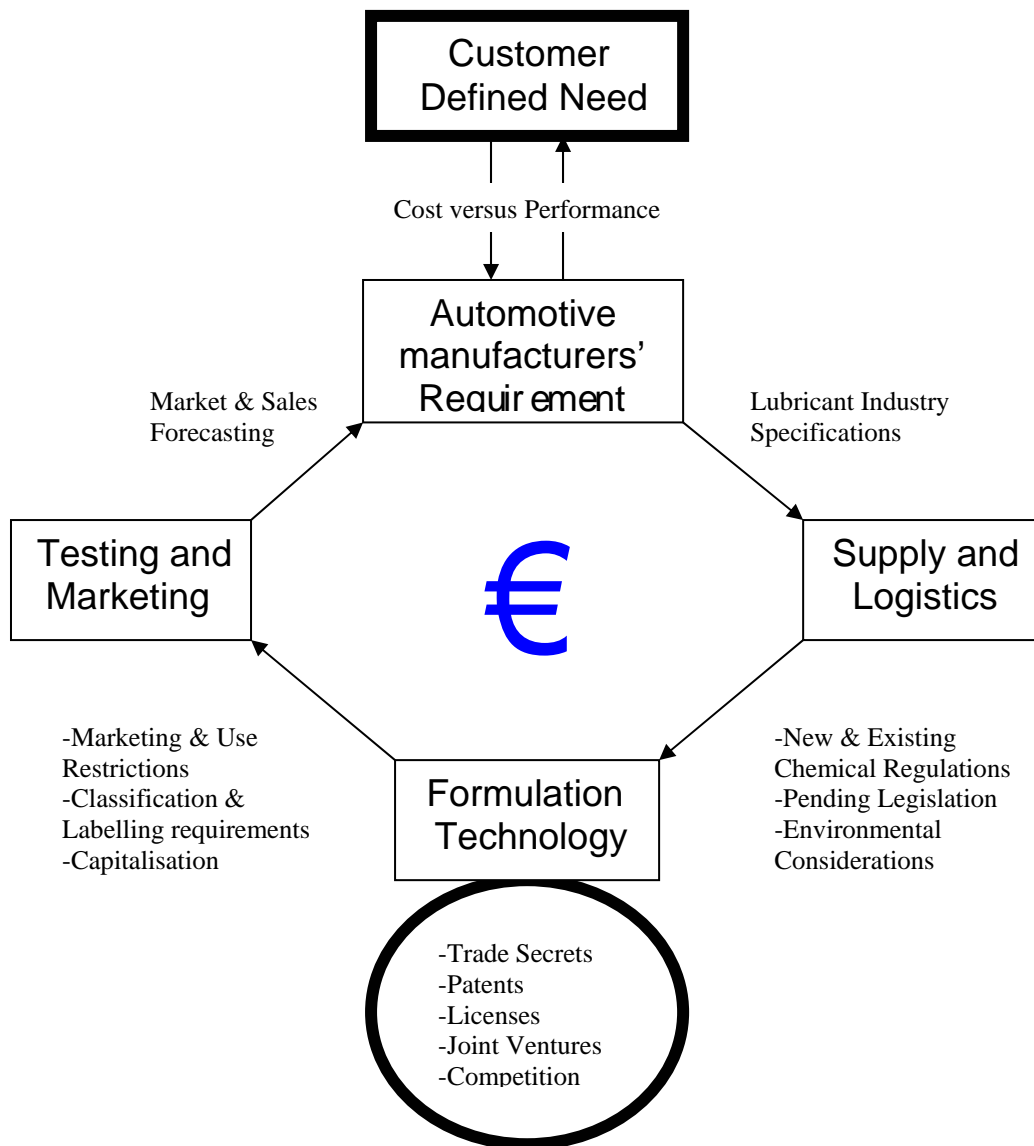 Customer
Defined Need
Cost versus Performance
Automotive
manufacturers’
Requirement
Market & Sales
Forecasting
Lubricant Industry
Specifications
Testing and
Marketing
€
Supply and
Logistics
-Marketing & Use
Restrictions
-Classification &
Labelling requirements
-Capitalisation
Formulation
Technology
-New & Existing
Chemical Regulations
-Pending Legislation
-Environmental
Considerations
-Trade Secrets
-Patents
-Licenses
-Joint Ventures
-Competition